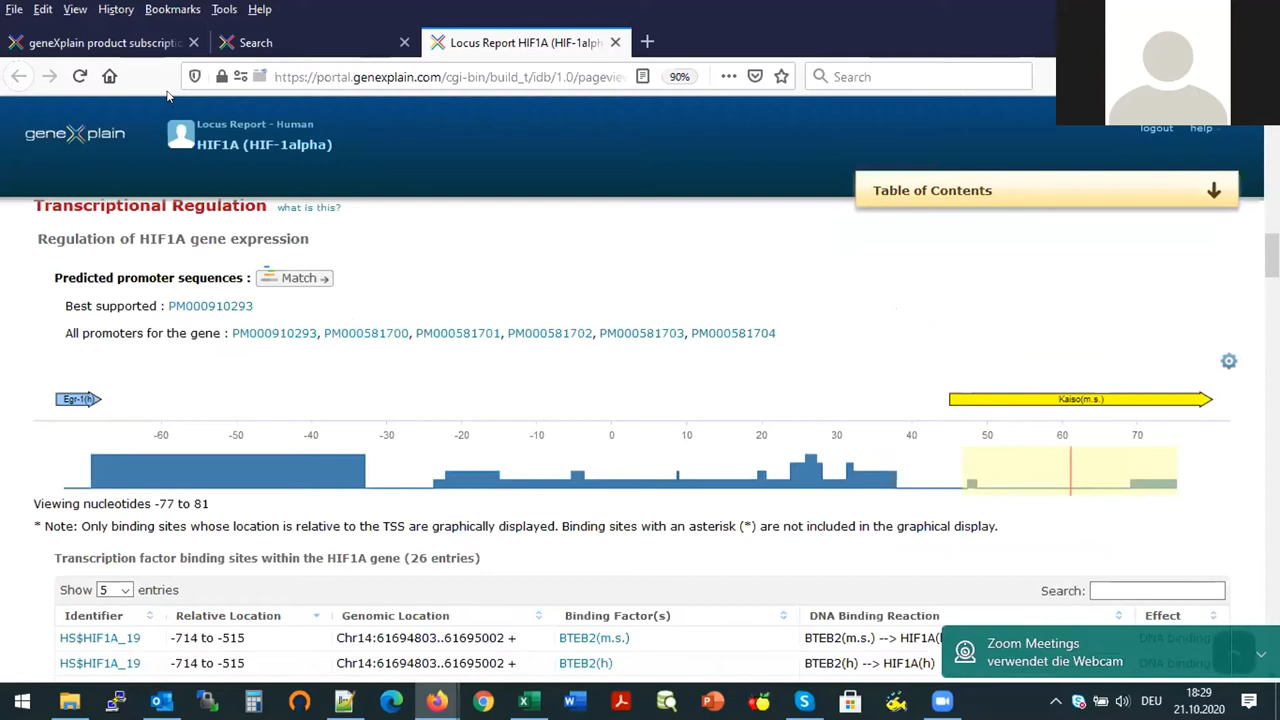 File Edit View History Bookmarks Tools Help
geneXplain product subscriptio
Search
Locus Report HIF1A (HIF-1alph
https://portal.genexplain.com/cgi-bin/build_t/idb/1.0/pagevie
90%
Search
geneXplain
Locus Report - Human
HIF1A (HIF-1alpha)
logout help
Table of Contents
Transcriptional Regulation what is this?
Regulation of HIF1A gene expression
Predicted promoter sequences : Match
Best supported : PM000910293
All promoters for the gene : PM000910293, PM000581700, PM000581701, PM000581702, PM000581703, PM000581704
Egr-1(h) Kaiso(m.s.)
-60 -50 -40 -30 -20 -10 0 10 20 30 40 50 60 70
Viewing nucleotides -77 to 81
* Note: Only binding sites whose location is relative to the TSS are graphically displayed. Binding sites with an asterisk (*) are not included in the graphical display.
Transcription factor binding sites within the HIF1A gene (26 entries)
Show 5 entries Search:
Identifier Relative Location Genomic Location Binding Factor(s) DNA Binding Reaction Effect
HS$HIF1A_19 -714 to -515 Chr14:61694803..61695002 + BTEB2(m.s.) BTEB2(m.s.) --> HIF1A( DNA binding
HS$HIF1A_19 -714 to -515 Chr14:61694803..61695002 + BTEB2(h) BTEB2(h) --> HIF1A(h) DNA binding
Zoom Meetings
verwendet die Webcam
DEU
18:29
21.10.2020